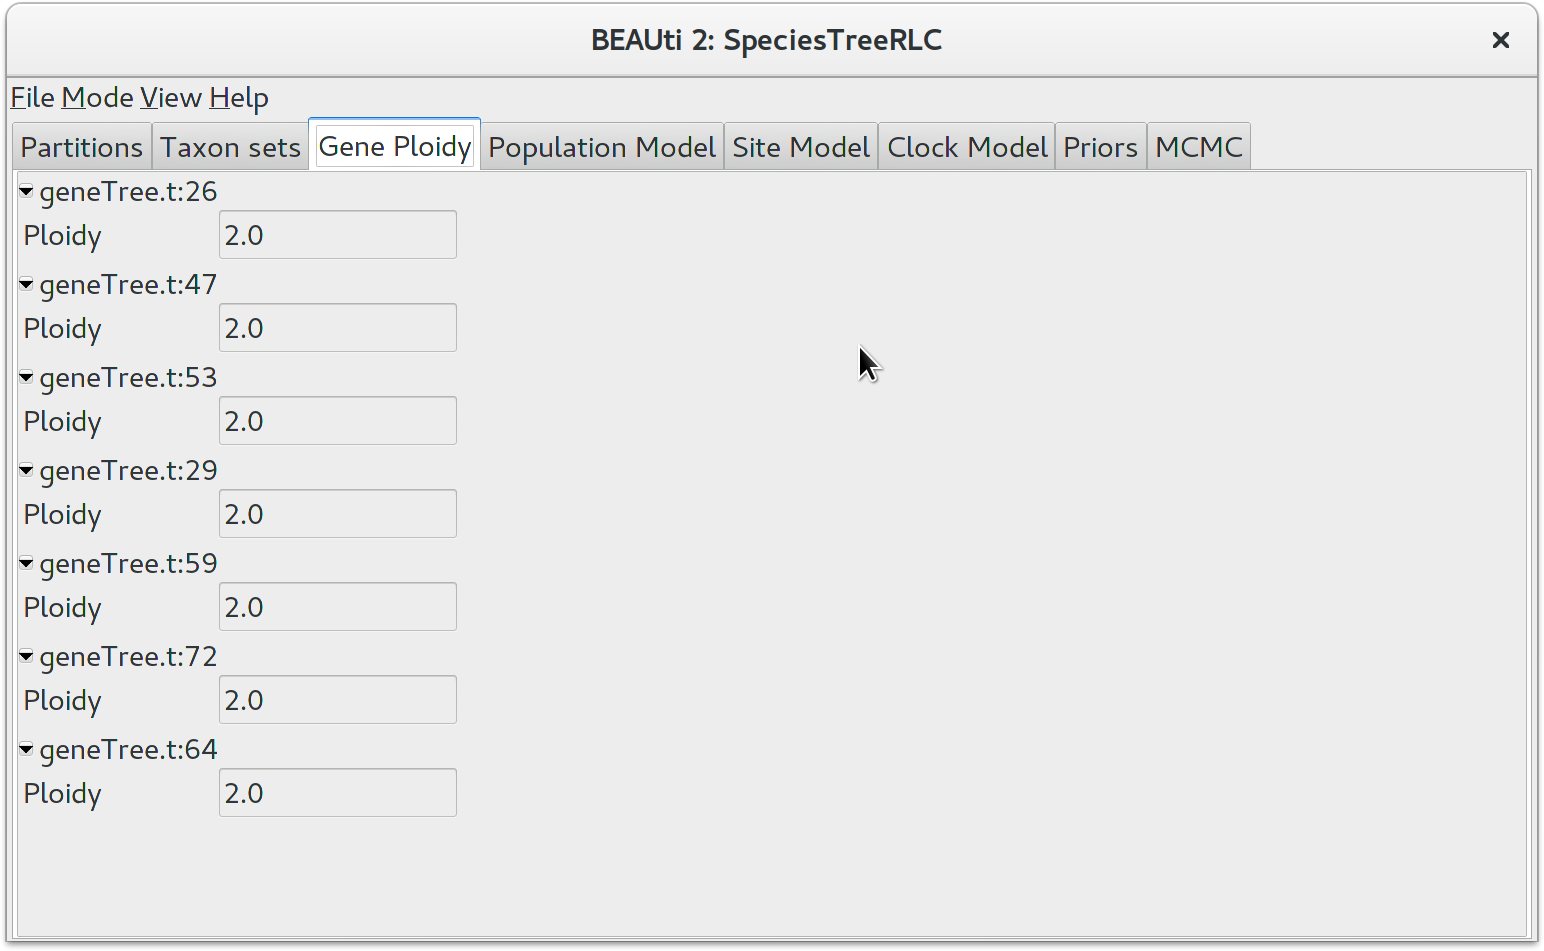 BEAUti 2: SpeciesTreeRLC
File Mode View Help
Partitions Taxon sets Gene Ploidy Population Model Site Model Clock Model Priors MCMC
geneTree.t:26
Ploidy 2.0
geneTree.t:47
Ploidy 2.0
geneTree.t:53
Ploidy 2.0
geneTree.t:29
Ploidy 2.0
geneTree.t:59
Ploidy 2.0
geneTree.t:72
Ploidy 2.0
geneTree.t:64
Ploidy 2.0